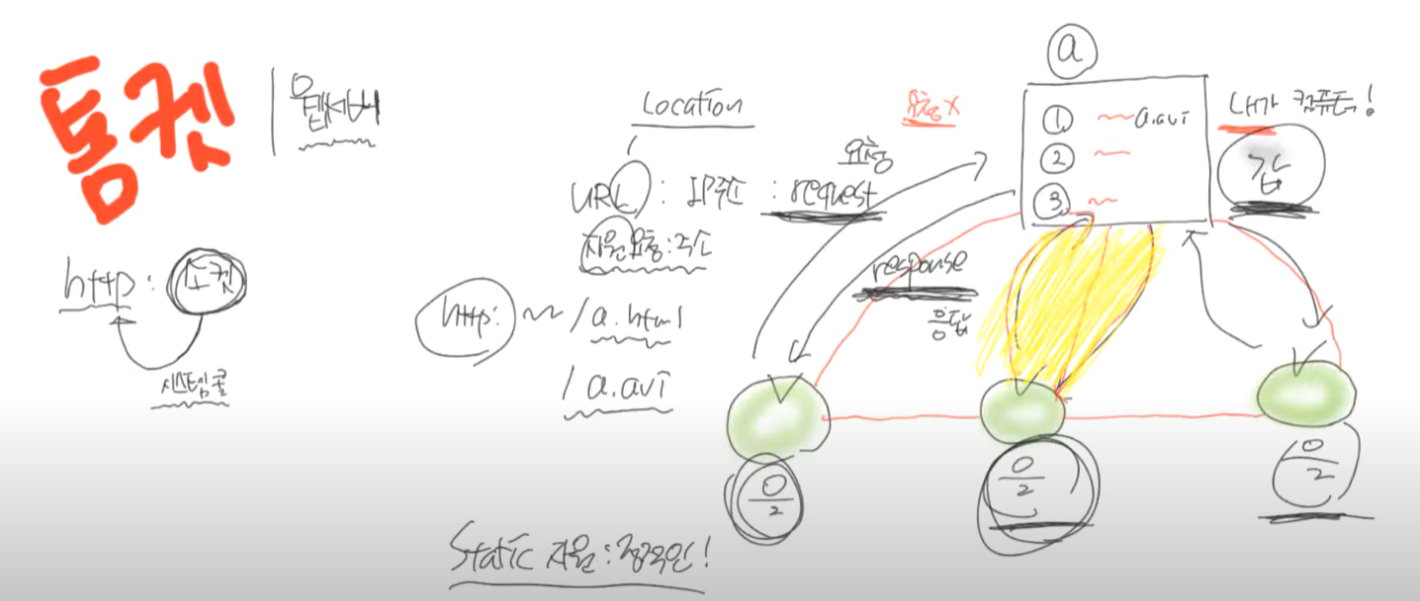 톰캣 | 웹서버
http: 소켓
시스템콜
Location
URL : IP주소 : request
자원요청:주소
http: ~~ /a.html
/a.avi
Static 자원:정적인!
요청
요청 X
response
응답
a
① ~ a.avi
② ~
③ ~
내가 컴퓨터!
갑
을
을
을